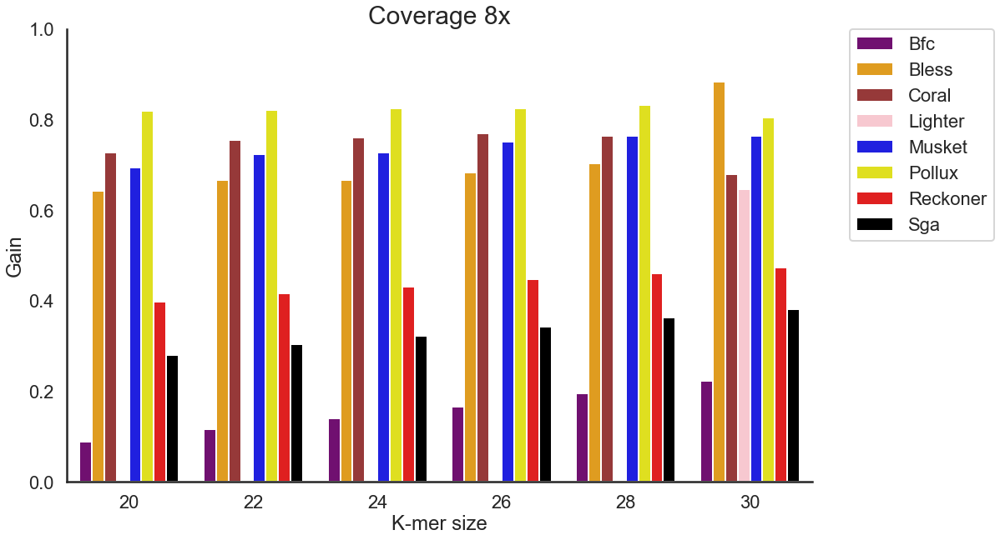 Coverage 8x
1.0
0.8
0.6
0.4
0.2
0.0
Gain
20 22 24 26 28 30
K-mer size
Bfc
Bless
Coral
Lighter
Musket
Pollux
Reckoner
Sga